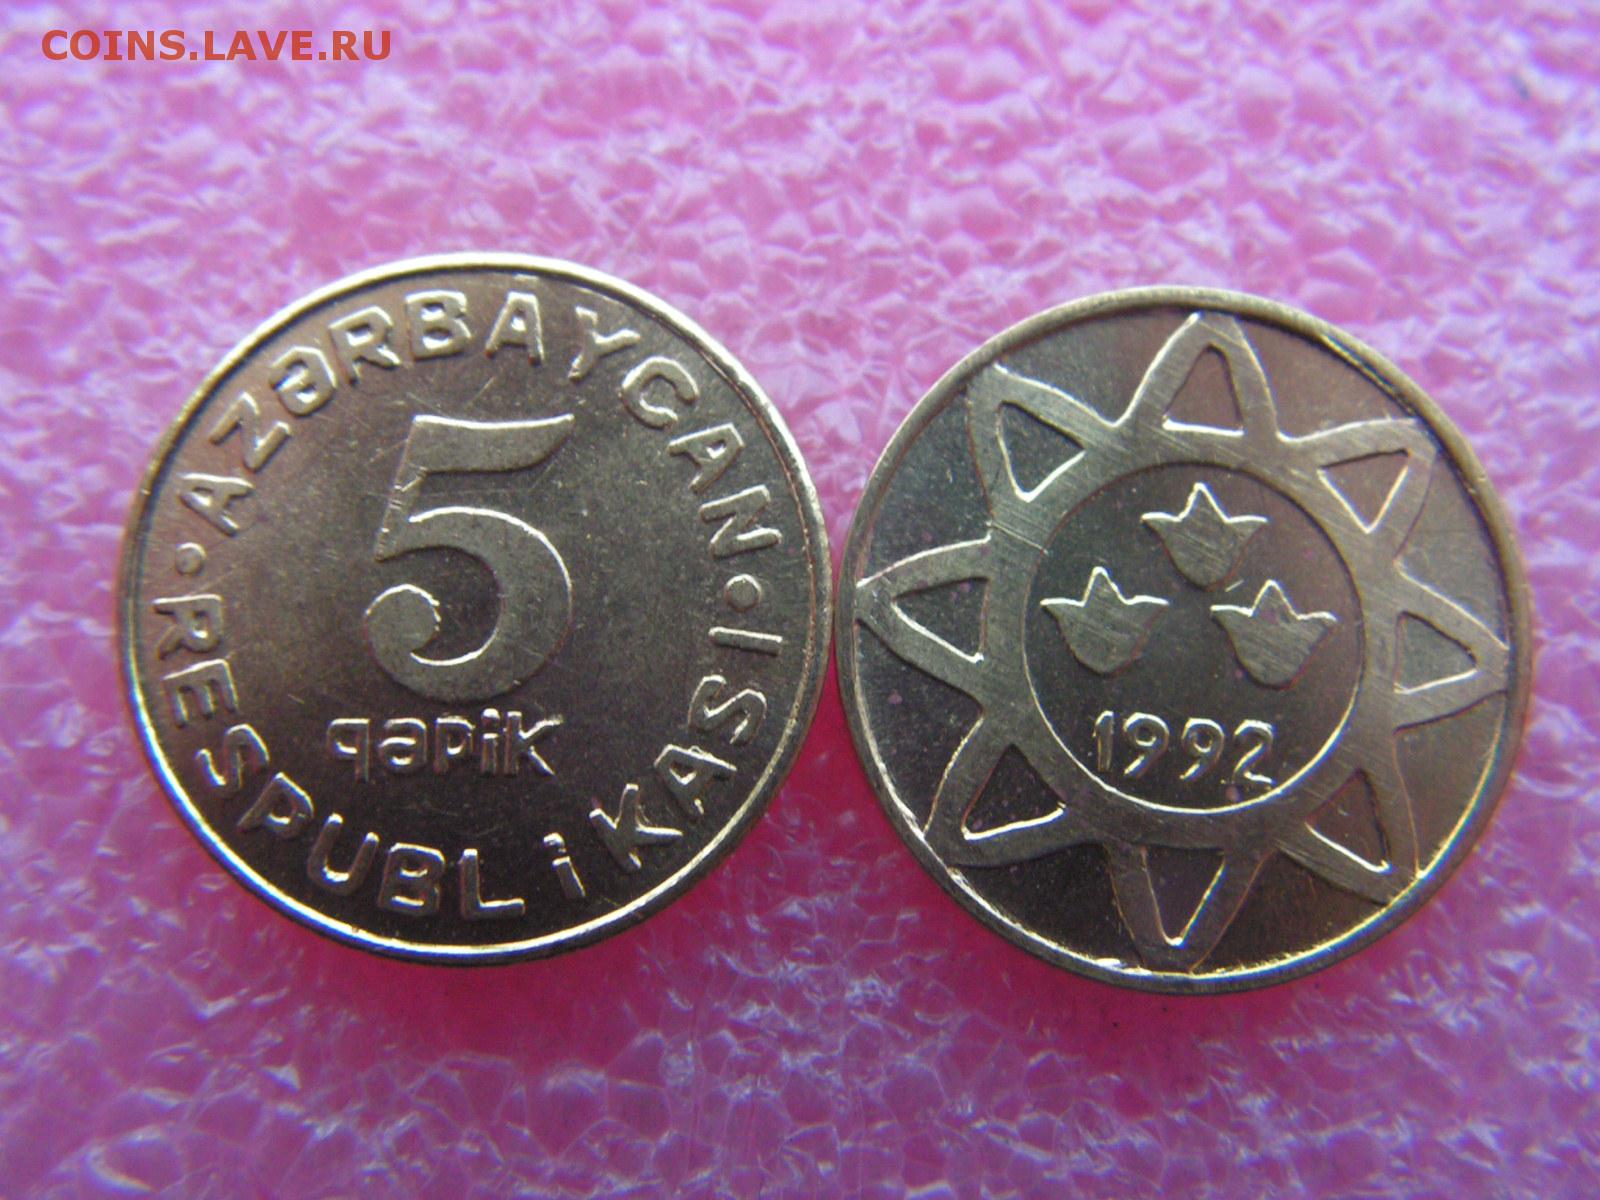 COINS.LAVE.RU
AZƏRBAYCAN
5
qəpik
RESPUBLİKASI
1992